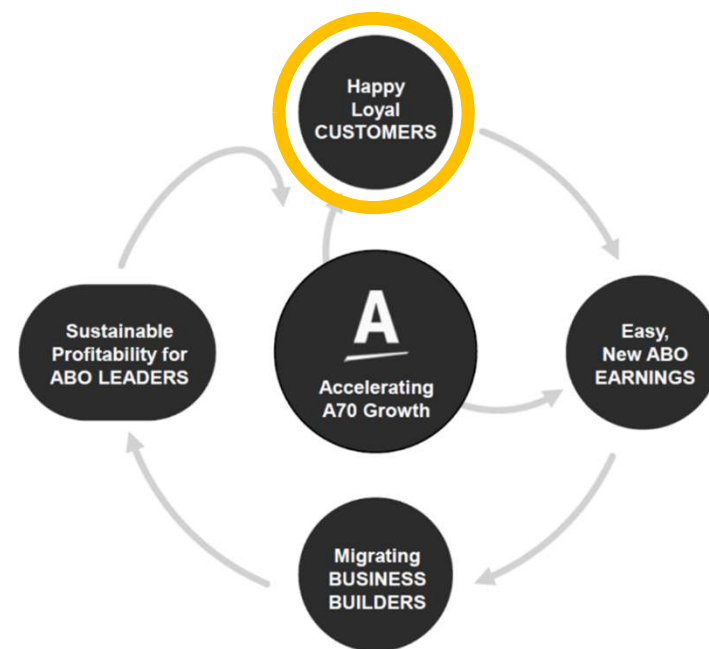 Happy
Loyal
CUSTOMERS
Sustainable
Profitability for
ABO LEADERS
A
Accelerating
A70 Growth
Easy,
New ABO
EARNINGS
Migrating
BUSINESS
BUILDERS